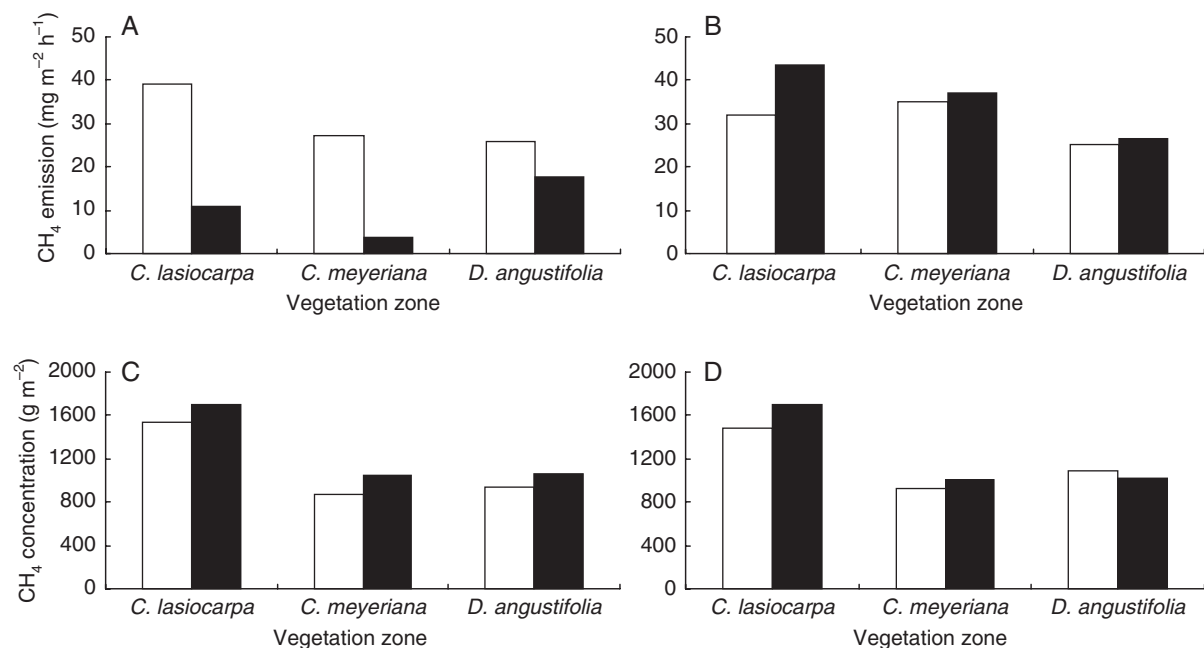 A
CH₄ emission (mg m⁻² h⁻¹)
50
40
30
20
10
0
C. lasiocarpa C. meyeriana D. angustifolia
Vegetation zone
B
50
40
30
20
10
0
C. lasiocarpa C. meyeriana D. angustifolia
Vegetation zone
C
CH₄ concentration (g m⁻²)
2000
1600
1200
800
400
0
C. lasiocarpa C. meyeriana D. angustifolia
Vegetation zone
D
2000
1600
1200
800
400
0
C. lasiocarpa C. meyeriana D. angustifolia
Vegetation zone